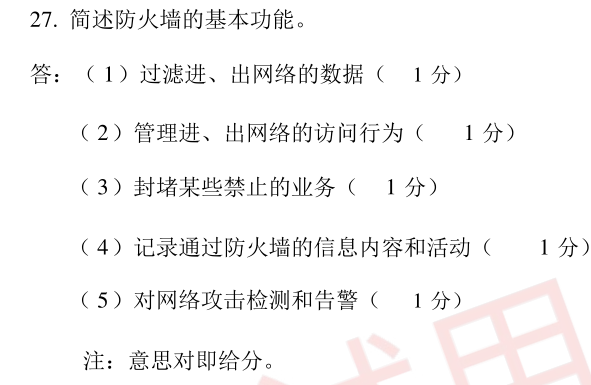 27. 简述防火墙的基本功能。
答：（1）过滤进、出网络的数据（ 1 分）
（2）管理进、出网络的访问行为（ 1 分）
（3）封堵某些禁止的业务（ 1 分）
（4）记录通过防火墙的信息内容和活动（ 1 分）
（5）对网络攻击检测和告警（ 1 分）
注：意思对即给分。